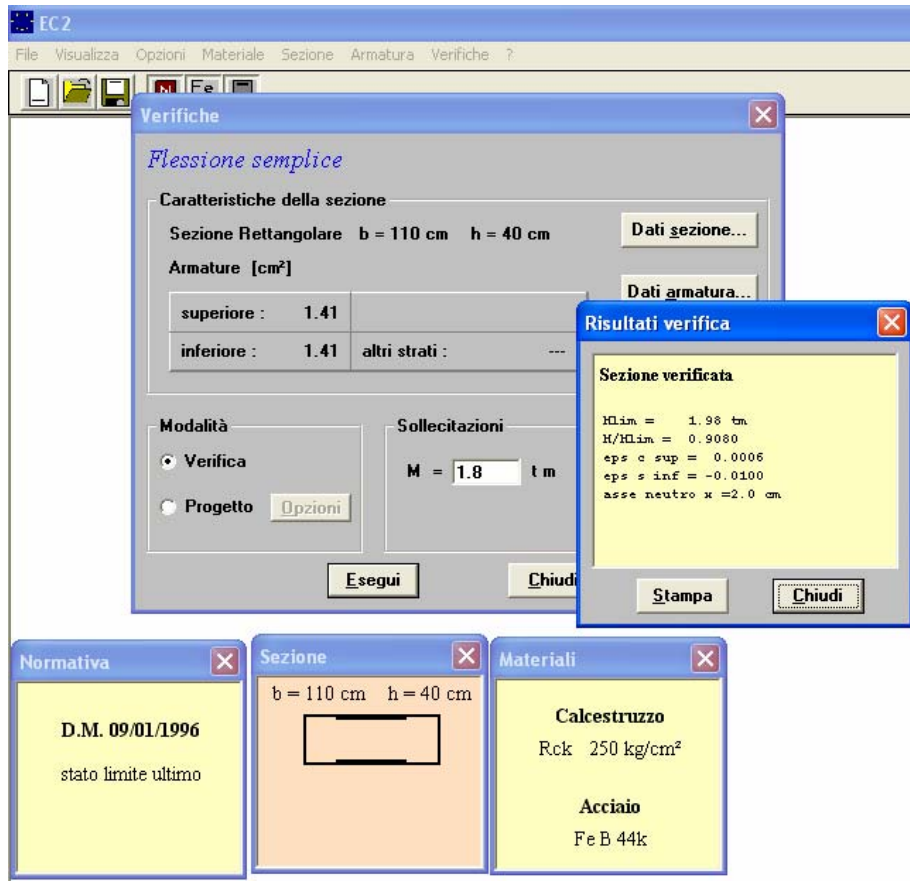 EC2
File Visualizza Opzioni Materiale Sezione Armatura Verifiche ?
N Fe
Verifiche
Flessione semplice
Caratteristiche della sezione
Sezione Rettangolare b = 110 cm h = 40 cm
Dati sezione...
Armature [cm²]
Dati armatura...
superiore : 1.41
inferiore : 1.41 altri strati : ---
Modalità
Verifica
Progetto Opzioni
Sollecitazioni
M = 1.8 t m
Esegui Chiudi
Risultati verifica
Sezione verificata
Mlim = 1.98 tm
M/Mlim = 0.9080
eps c sup = 0.0006
eps s inf = -0.0100
asse neutro x =2.0 cm
Stampa Chiudi
Normativa
D.M. 09/01/1996
stato limite ultimo
Sezione
b = 110 cm h = 40 cm
Materiali
Calcestruzzo
Rck 250 kg/cm²
Acciaio
Fe B 44k